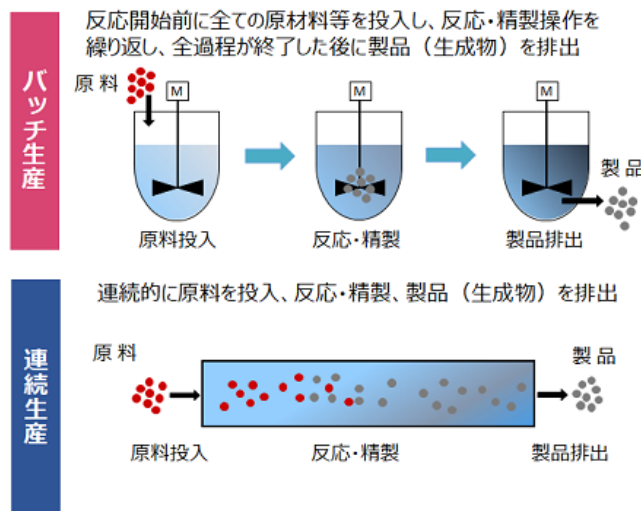 反応開始前に全ての原材料等を投入し、反応・精製操作を
繰り返し、全過程が終了した後に製品（生成物）を排出
バッチ生産
原料
M
M
M
製品
原料投入
反応・精製
製品排出
連続的に原料を投入、反応・精製、製品（生成物）を排出
連続生産
原料
製品
原料投入
反応・精製
製品排出